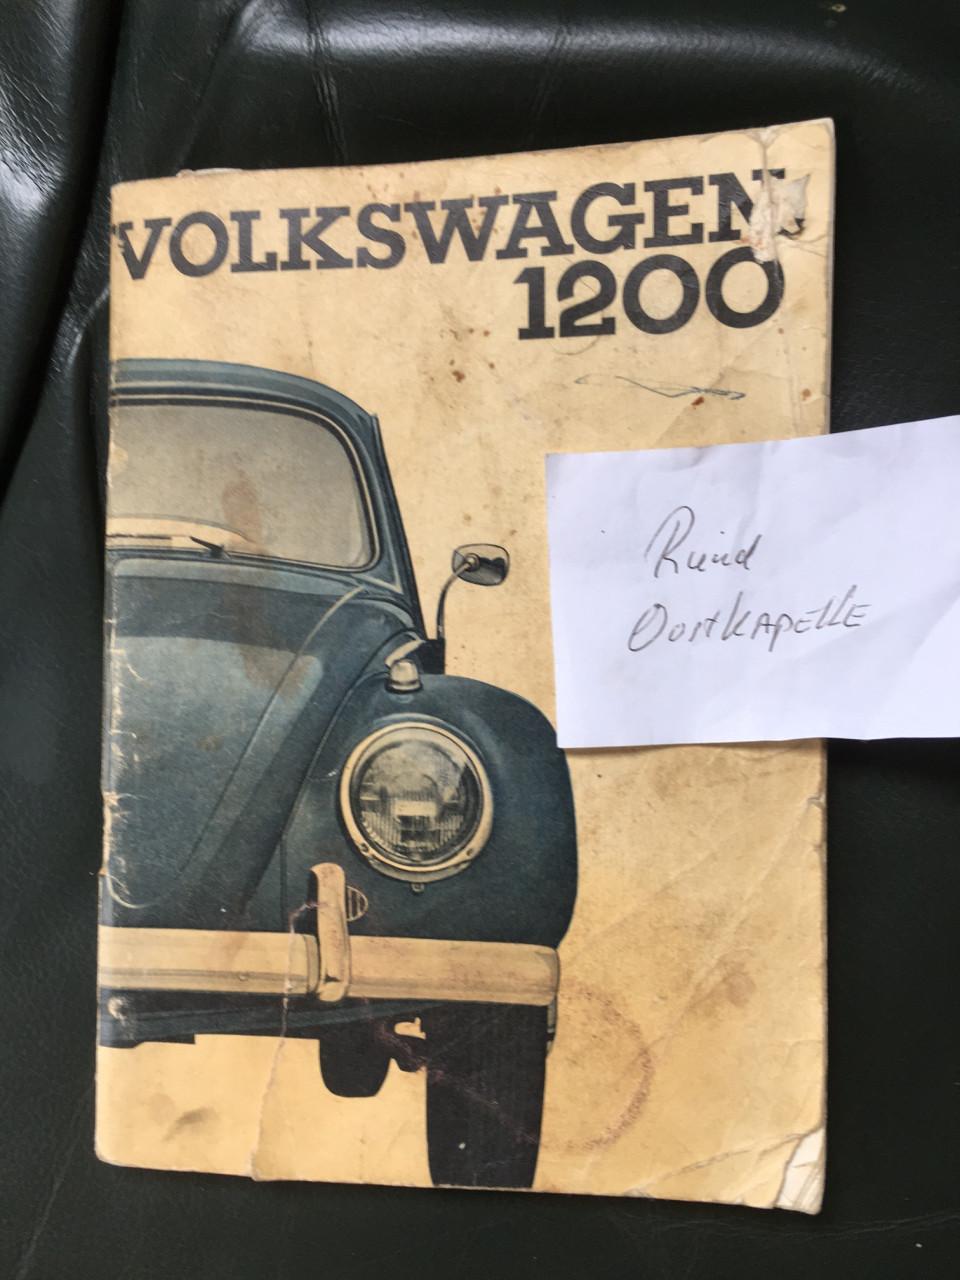 VOLKSWAGEN
1200
Ruud
Oostkapelle